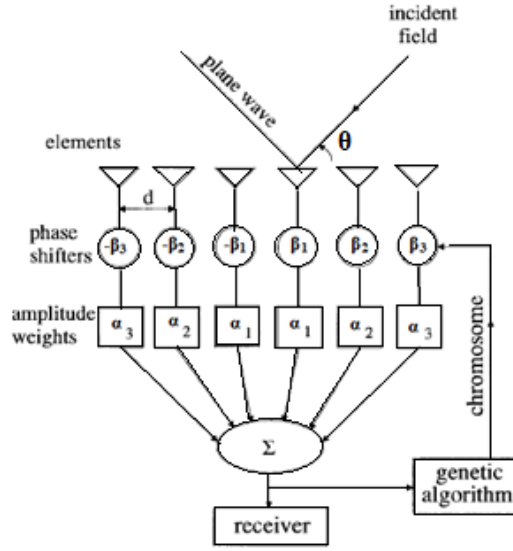 incident
field
plane wave
θ
elements
d
phase
shifters
-β3 -β2 -β1 β1 β2 β3
amplitude
weights
α3 α2 α1 α1 α2 α3
chromosome
Σ
genetic
algorithm
receiver